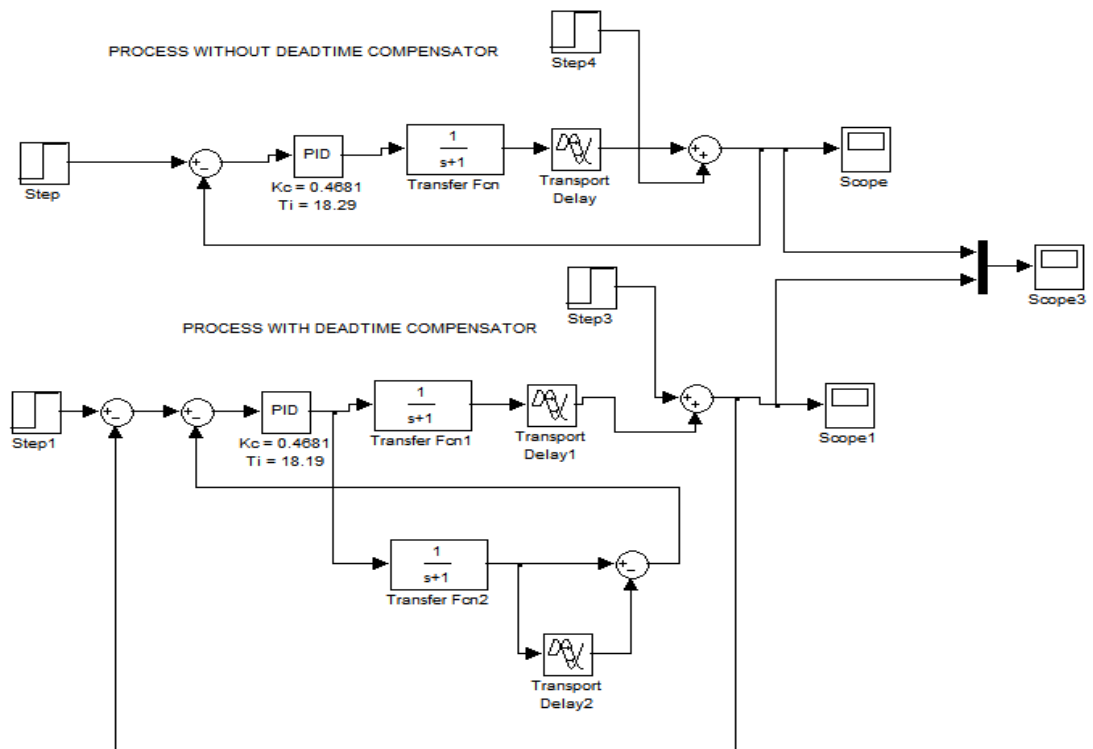 PROCESS WITHOUT DEADTIME COMPENSATOR
Step4
Step
+
−
PID
Kc = 0.4681
Ti = 18.29
1
s+1
Transfer Fcn
Transport
Delay
+
+
Scope
Scope3
PROCESS WITH DEADTIME COMPENSATOR
Step3
Step1
+
−
+
−
PID
Kc = 0.4681
Ti = 18.19
1
s+1
Transfer Fcn1
Transport
Delay1
+
+
Scope1
1
s+1
Transfer Fcn2
+
−
Transport
Delay2